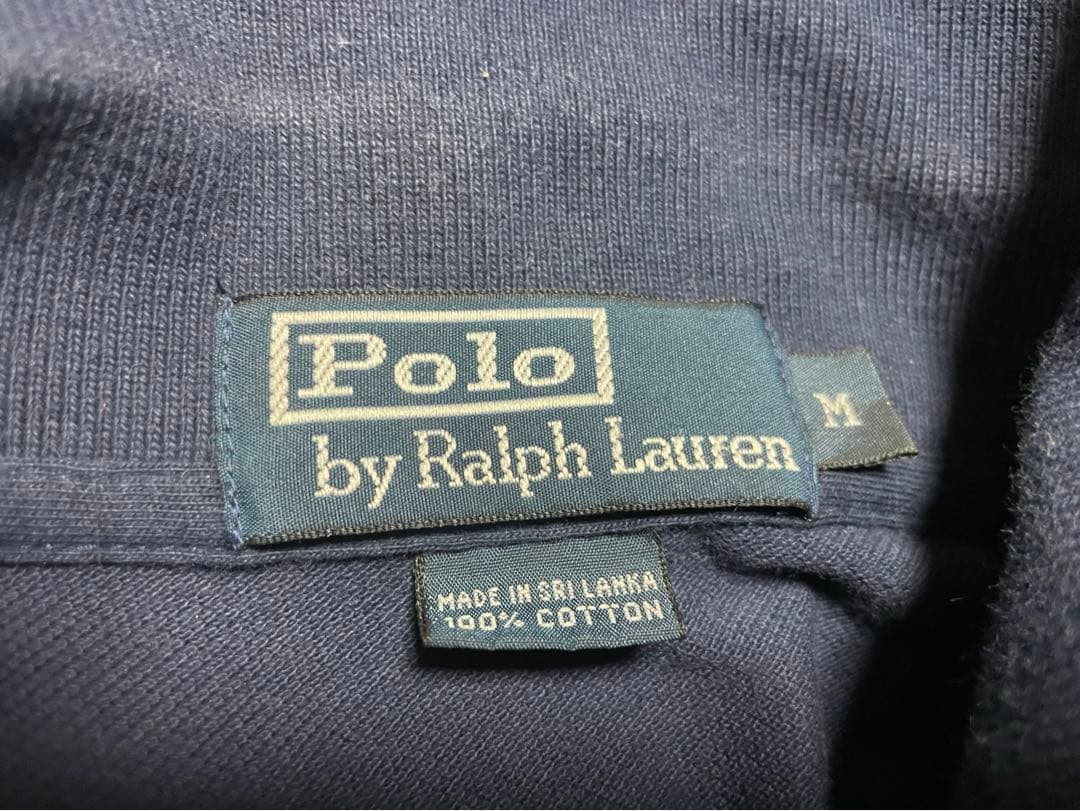 Polo
by Ralph Lauren
M
MADE IN SRI LANKA
100% COTTON